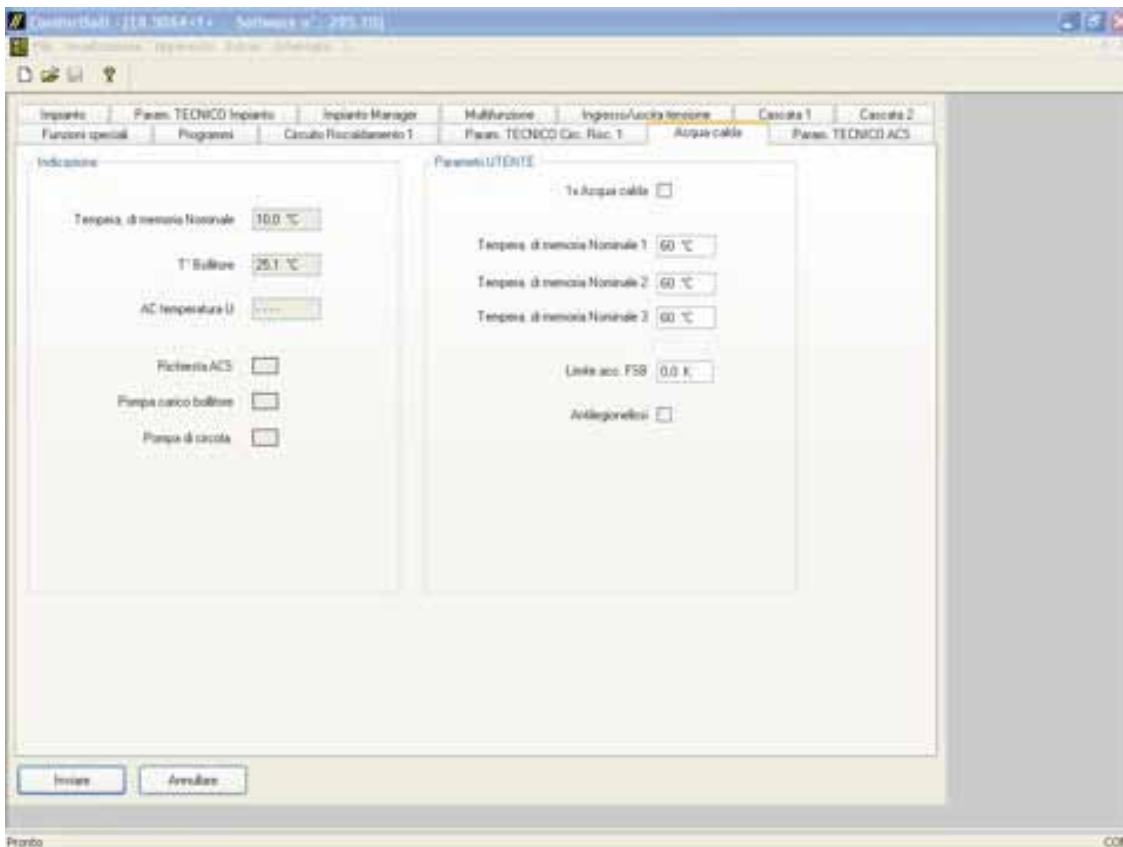 Software n° :
File Visualizzazione
Impianto Param. TECNICO Impianto Impianto Manager Multifunzione Ingresso/uscita tensione Cascata 1 Cascata 2
Funzioni speciali Programmi Circuito Riscaldamento 1 Param. TECNICO Circ. Risc. 1 Acqua calda Param. TECNICO ACS
Indicazione
Tempera. di memoria Nominale 10.0 °C
T° Bollitore 25.1 °C
AC temperatura U ----
Richiesta ACS
Pompa carico bollitore
Pompa di circola
Parametri UTENTE
1x Acqua calda
Tempera. di memoria Nominale 1 60 °C
Tempera. di memoria Nominale 2 60 °C
Tempera. di memoria Nominale 3 60 °C
Limite acc. FSB 0.0 K
Antilegionellosi
Inviare Annullare
Pronto COM